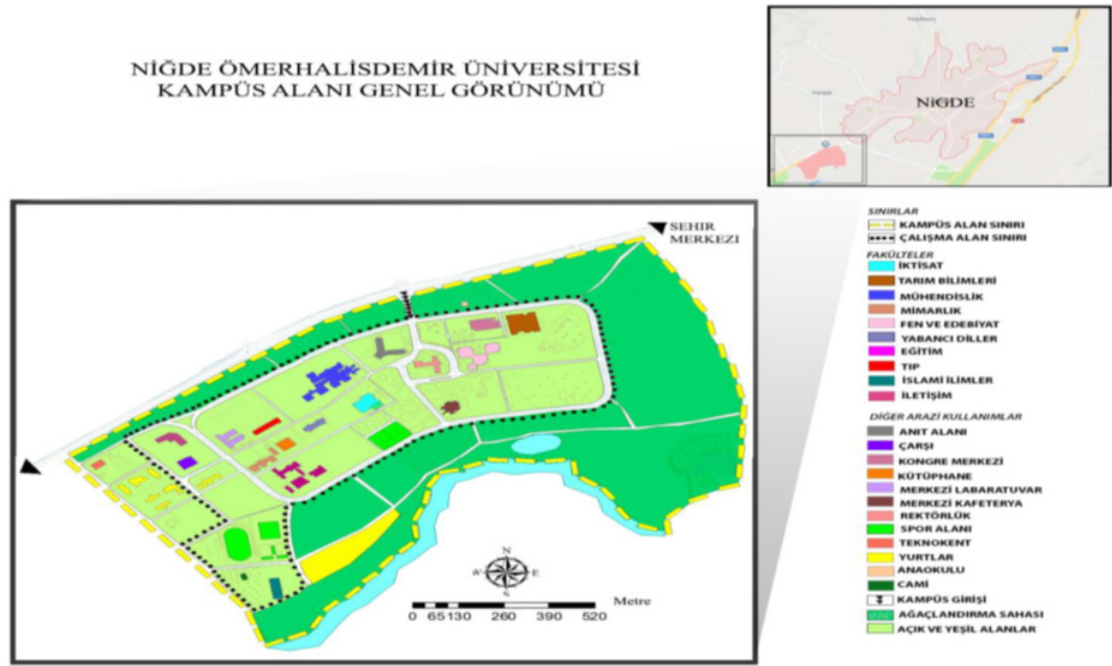 NİĞDE ÖMERHALİSDEMİR ÜNİVERSİTESİ
KAMPÜS ALANI GENEL GÖRÜNÜMÜ
NİĞDE
SEHIR
MERKEZI
N
W
E
S
Metre
0 65 130 260 390 520
SINIRLAR
KAMPÜS ALAN SINIRI
ÇALIŞMA ALAN SINIRI
FAKÜLTELER
İKTİSAT
TARIM BİLİMLERİ
MÜHENDİSLİK
MİMARLIK
FEN VE EDEBİYAT
YABANCI DİLLER
EĞİTİM
TIP
İSLAMİ İLİMLER
İLETİŞİM
DİĞER ARAZİ KULLANIMLAR
ANIT ALANI
ÇARŞI
KONGRE MERKEZİ
KÜTÜPHANE
MERKEZİ LABARATUVAR
MERKEZİ KAFETERYA
REKTÖRLÜK
SPOR ALANI
TEKNOKENT
YURTLAR
ANAOKULU
CAMİ
KAMPÜS GİRİŞİ
AĞAÇLANDIRMA SAHASI
AÇIK VE YEŞİL ALANLAR